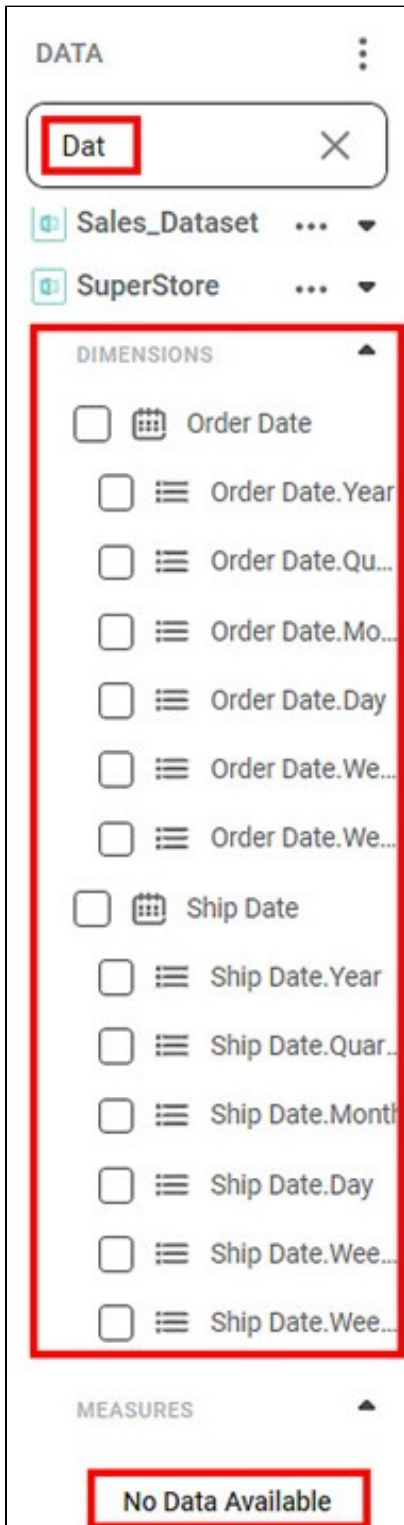 DATA
Dat
Sales_Dataset
SuperStore
DIMENSIONS
Order Date
Order Date.Year
Order Date.Qu...
Order Date.Mo...
Order Date.Day
Order Date.We...
Order Date.We...
Ship Date
Ship Date.Year
Ship Date.Quar..
Ship Date.Month
Ship Date.Day
Ship Date.Wee...
Ship Date.Wee...
MEASURES
No Data Available